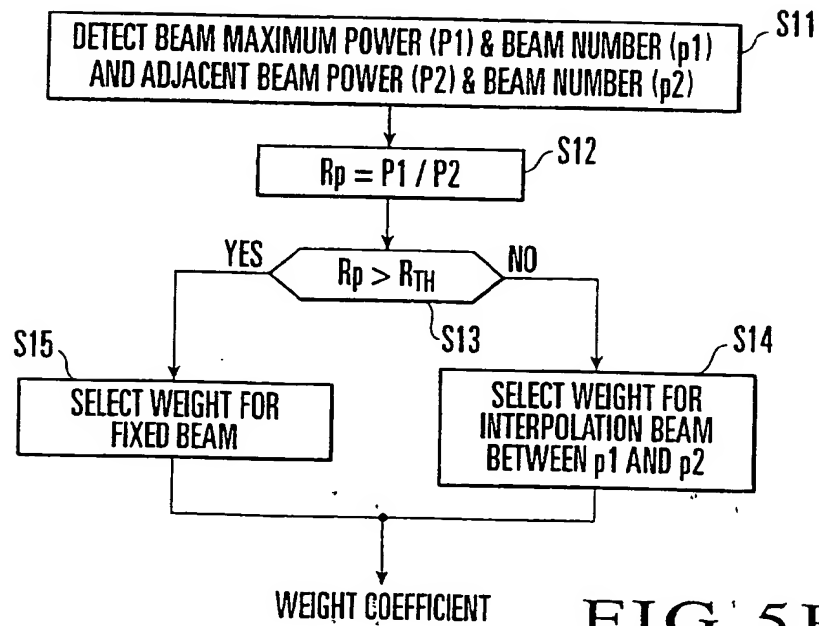 DETECT BEAM MAXIMUM POWER (P1) & BEAM NUMBER (p1)
AND ADJACENT BEAM POWER (P2) & BEAM NUMBER (p2)
S11
Rp = P1 / P2
S12
YES
Rp > RTH
NO
S13
S15
SELECT WEIGHT FOR
FIXED BEAM
S14
SELECT WEIGHT FOR
INTERPOLATION BEAM
BETWEEN p1 AND p2
WEIGHT COEFFICIENT
FIG. 5